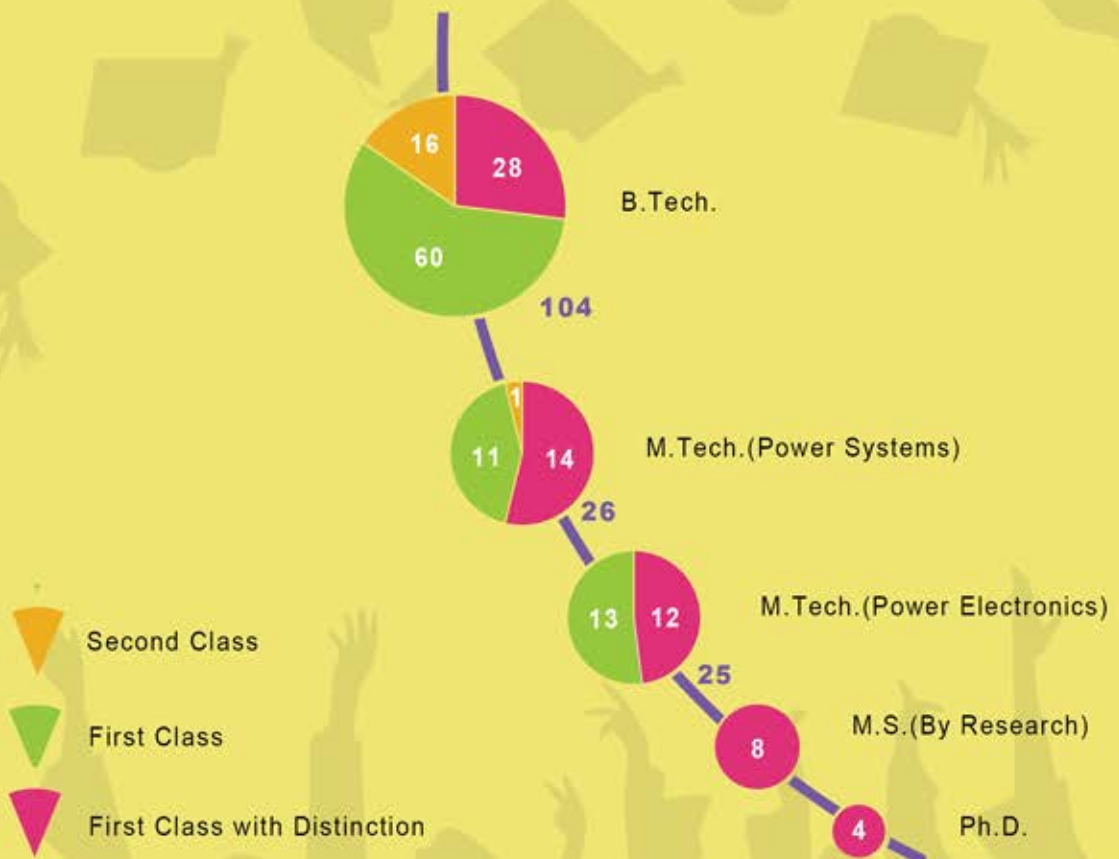 16
28
B.Tech.
60
104
1
11
14
M.Tech.(Power Systems)
26
13
12
M.Tech.(Power Electronics)
25
8
M.S.(By Research)
4
Ph.D.
Second Class
First Class
First Class with Distinction